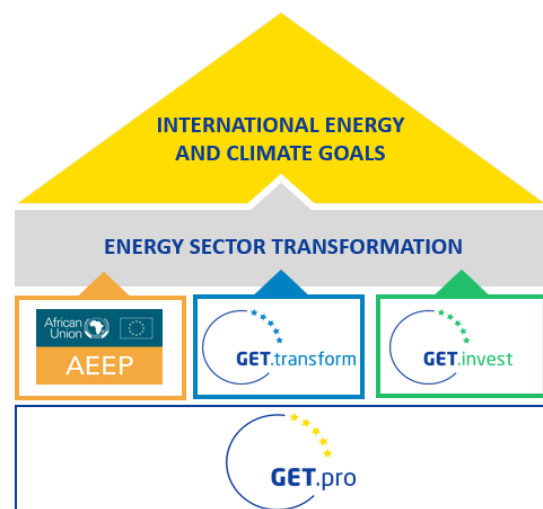 INTERNATIONAL ENERGY
AND CLIMATE GOALS
ENERGY SECTOR TRANSFORMATION
African
Union
AEEP
GET.transform
GET.invest
GET.pro